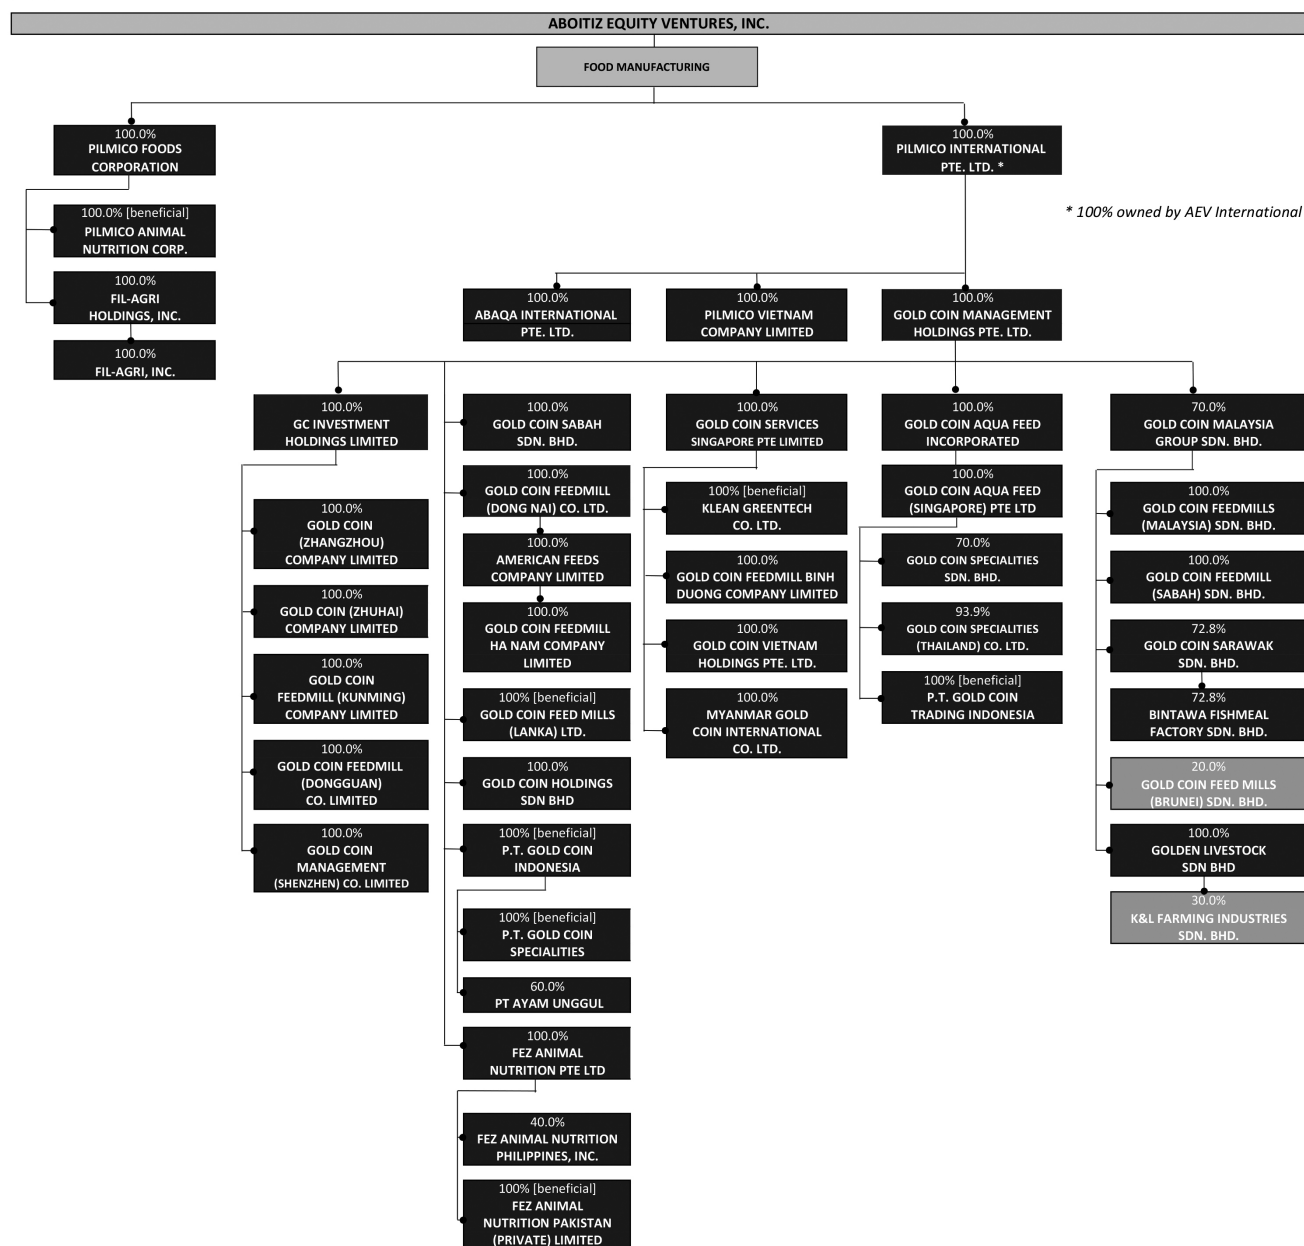 ABOITIZ EQUITY VENTURES, INC.
FOOD MANUFACTURING
100.0%
PILMICO FOODS
CORPORATION
100.0% [beneficial]
PILMICO ANIMAL
NUTRITION CORP.
100.0%
FIL-AGRI
HOLDINGS, INC.
100.0%
FIL-AGRI, INC.
100.0%
PILMICO INTERNATIONAL
PTE. LTD. *
* 100% owned by AEV International
100.0%
ABAQA INTERNATIONAL
PTE. LTD.
100.0%
PILMICO VIETNAM
COMPANY LIMITED
100.0%
GOLD COIN MANAGEMENT
HOLDINGS PTE. LTD.
100.0%
GC INVESTMENT
HOLDINGS LIMITED
100.0%
GOLD COIN
(ZHANGZHOU)
COMPANY LIMITED
100.0%
GOLD COIN (ZHUHAI)
COMPANY LIMITED
100.0%
GOLD COIN
FEEDMILL (KUNMING)
COMPANY LIMITED
100.0%
GOLD COIN FEEDMILL
(DONGGUAN)
CO. LIMITED
100.0%
GOLD COIN
MANAGEMENT
(SHENZHEN) CO. LIMITED
100.0%
GOLD COIN SABAH
SDN. BHD.
100.0%
GOLD COIN FEEDMILL
(DONG NAI) CO. LTD.
100.0%
AMERICAN FEEDS
COMPANY LIMITED
100.0%
GOLD COIN FEEDMILL
HA NAM COMPANY
LIMITED
100% [beneficial]
GOLD COIN FEED MILLS
(LANKA) LTD.
100.0%
GOLD COIN HOLDINGS
SDN BHD
100% [beneficial]
P.T. GOLD COIN
INDONESIA
100% [beneficial]
P.T. GOLD COIN
SPECIALITIES
60.0%
PT AYAM UNGGUL
100.0%
FEZ ANIMAL
NUTRITION PTE LTD
40.0%
FEZ ANIMAL NUTRITION
PHILIPPINES, INC.
100% [beneficial]
FEZ ANIMAL
NUTRITION PAKISTAN
(PRIVATE) LIMITED
100.0%
GOLD COIN SERVICES
SINGAPORE PTE LIMITED
100% [beneficial]
KLEAN GREENTECH
CO. LTD.
100.0%
GOLD COIN FEEDMILL BINH
DUONG COMPANY LIMITED
100.0%
GOLD COIN VIETNAM
HOLDINGS PTE. LTD.
100.0%
MYANMAR GOLD
COIN INTERNATIONAL
CO. LTD.
100.0%
GOLD COIN AQUA FEED
INCORPORATED
100.0%
GOLD COIN AQUA FEED
(SINGAPORE) PTE LTD
70.0%
GOLD COIN SPECIALITIES
SDN. BHD.
93.9%
GOLD COIN SPECIALITIES
(THAILAND) CO. LTD.
100% [beneficial]
P.T. GOLD COIN
TRADING INDONESIA
70.0%
GOLD COIN MALAYSIA
GROUP SDN. BHD.
100.0%
GOLD COIN FEEDMILLS
(MALAYSIA) SDN. BHD.
100.0%
GOLD COIN FEEDMILL
(SABAH) SDN. BHD.
72.8%
GOLD COIN SARAWAK
SDN. BHD.
72.8%
BINTAWA FISHMEAL
FACTORY SDN. BHD.
20.0%
GOLD COIN FEED MILLS
(BRUNEI) SDN. BHD.
100.0%
GOLDEN LIVESTOCK
SDN BHD
30.0%
K&L FARMING INDUSTRIES
SDN. BHD.